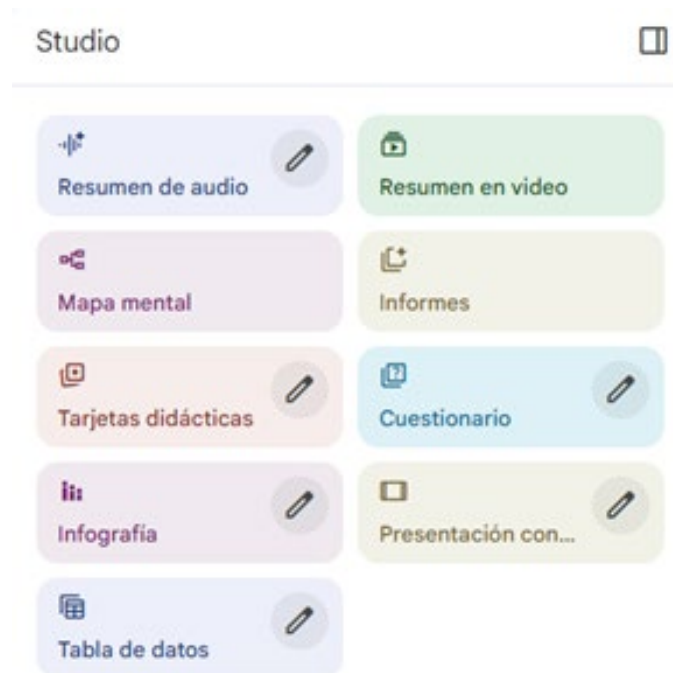 Studio
Resumen de audio
Resumen en video
Mapa mental
Informes
Tarjetas didácticas
Cuestionario
Infografía
Presentación con...
Tabla de datos